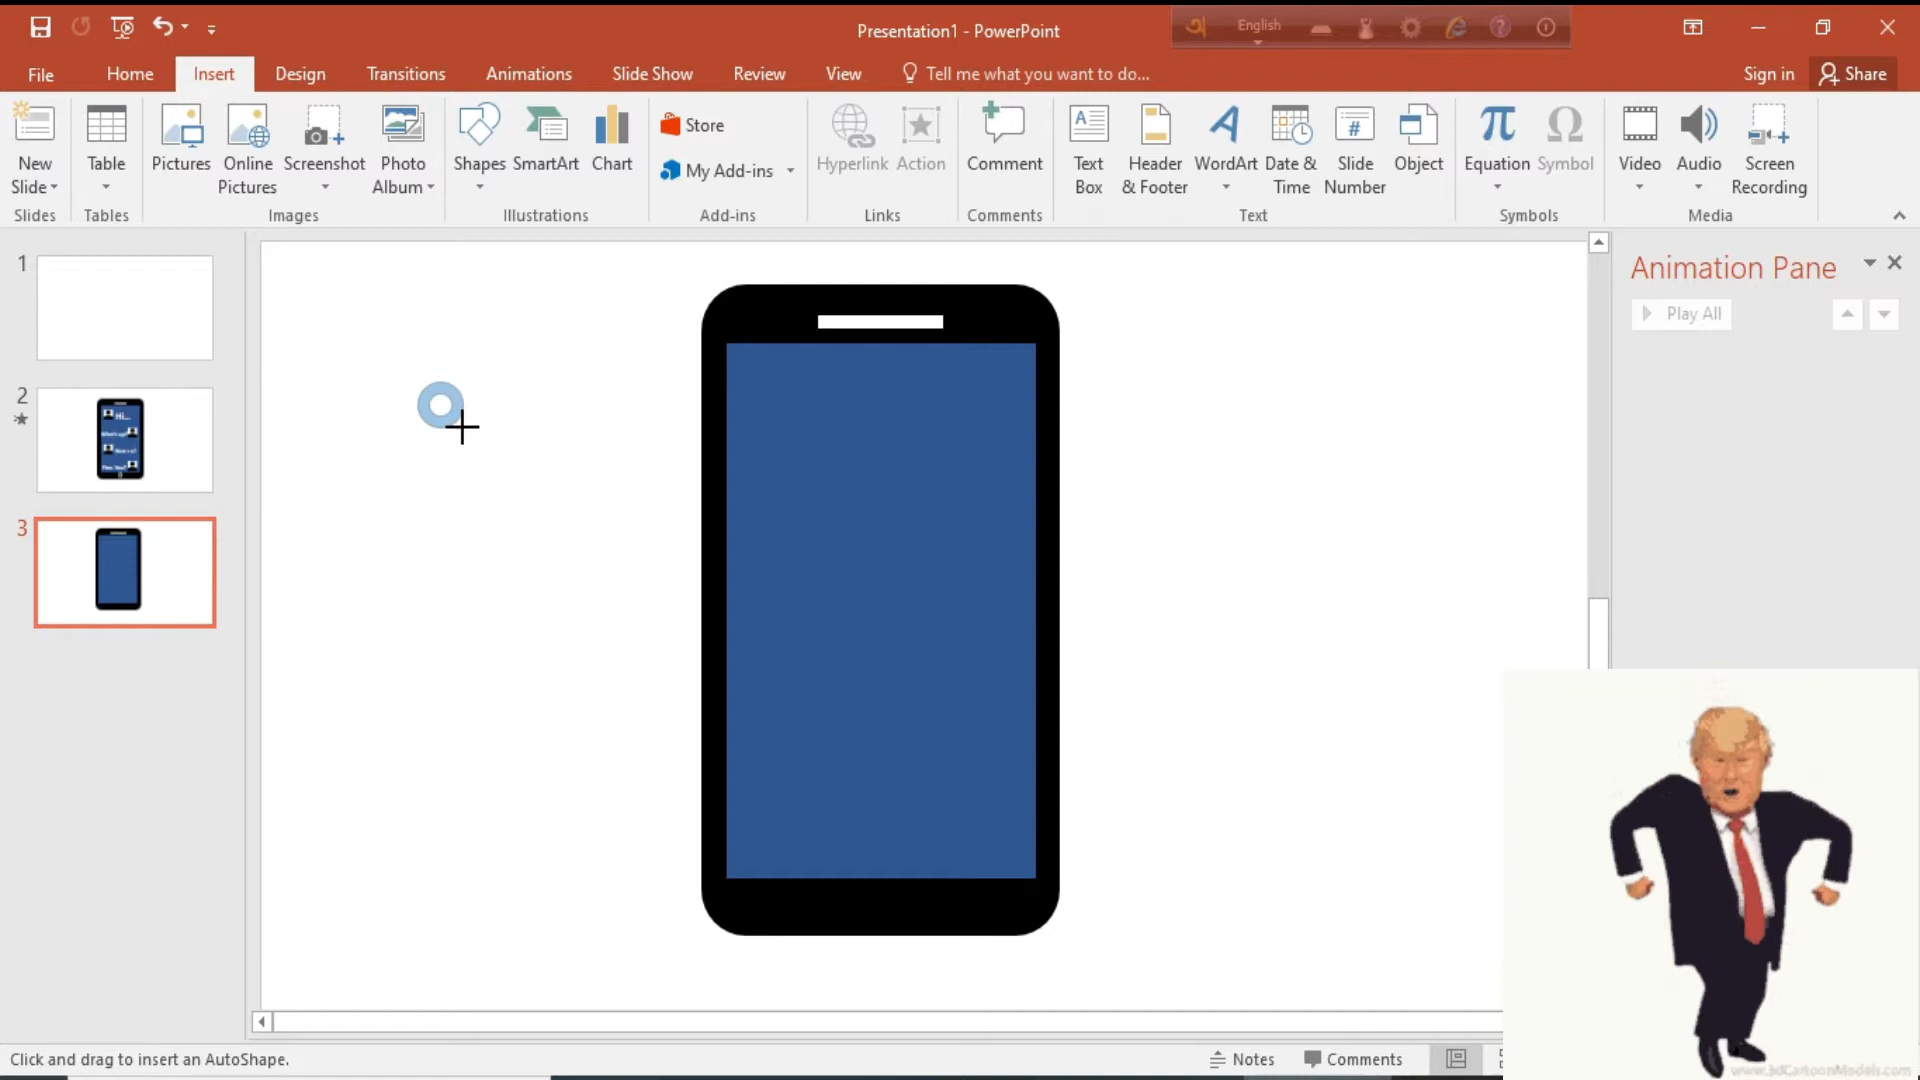 Presentation1 - PowerPoint
English
File Home Insert Design Transitions Animations Slide Show Review View Tell me what you want to do... Sign in Share
New Slide
Table
Pictures
Online Pictures
Screenshot
Photo Album
Shapes
SmartArt
Chart
Store
My Add-ins
Hyperlink
Action
Comment
Text Box
Header & Footer
WordArt
Date & Time
Slide Number
Object
Equation
Symbol
Video
Audio
Screen Recording
Slides Tables Images Illustrations Add-ins Links Comments Text Symbols Media
1
2
Hi...
3
Animation Pane
Play All
Click and drag to insert an AutoShape.
Notes Comments